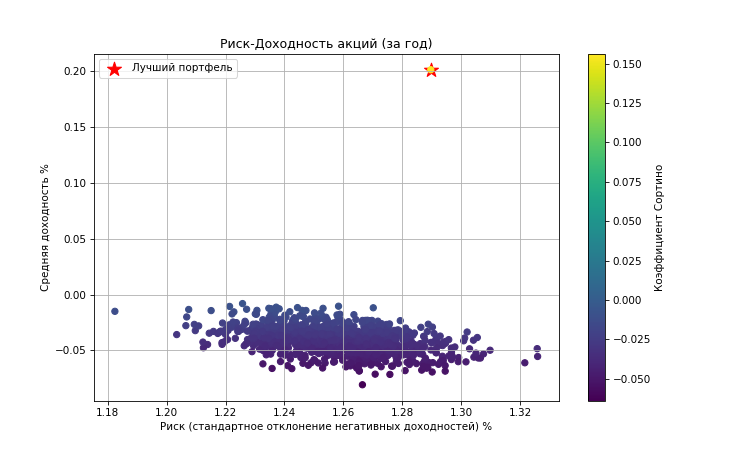 Риск-Доходность акций (за год)
Лучший портфель
Средняя доходность %
0.20
0.15
0.10
0.05
0.00
−0.05
1.18 1.20 1.22 1.24 1.26 1.28 1.30 1.32
Риск (стандартное отклонение негативных доходностей) %
0.150
0.125
0.100
0.075
0.050
0.025
0.000
−0.025
−0.050
Коэффициент Сортино